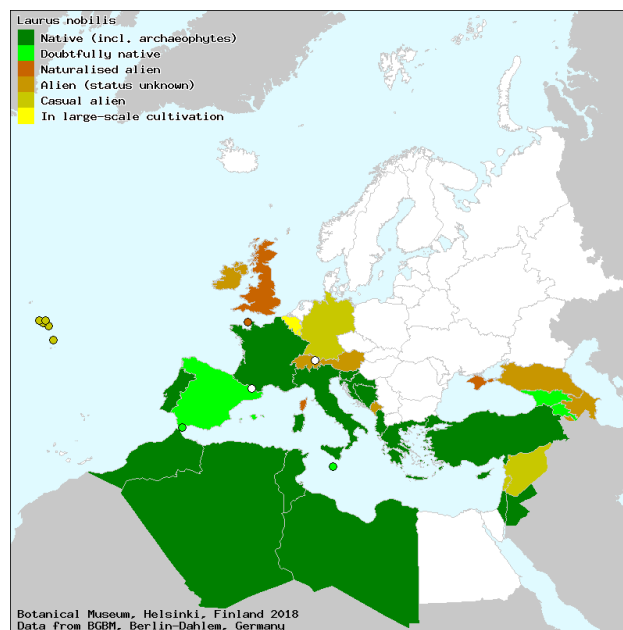 Laurus nobilis
Native (incl. archaeophytes)
Doubtfully native
Naturalised alien
Alien (status unknown)
Casual alien
In large-scale cultivation
Botanical Museum, Helsinki, Finland 2018
Data from BGBM, Berlin-Dahlem, Germany